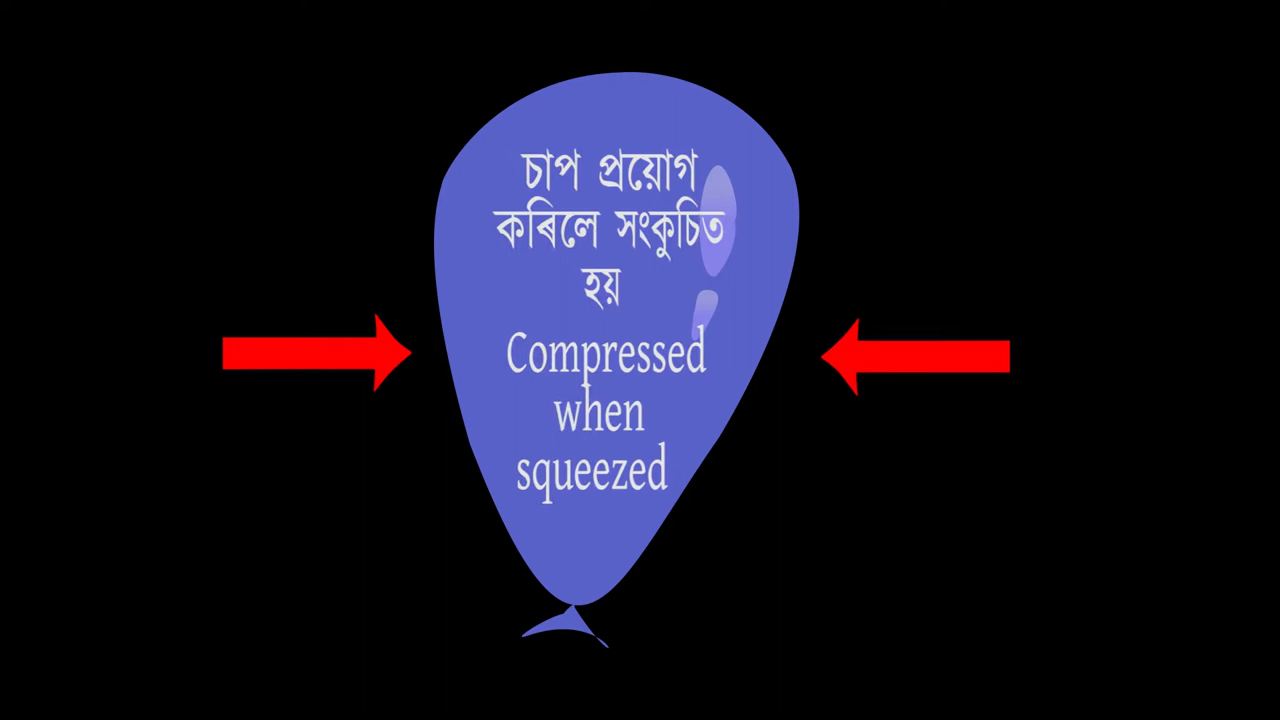 চাপ প্ৰয়োগ
কৰিলে সংকুচিত
হয়
Compressed
when
squeezed